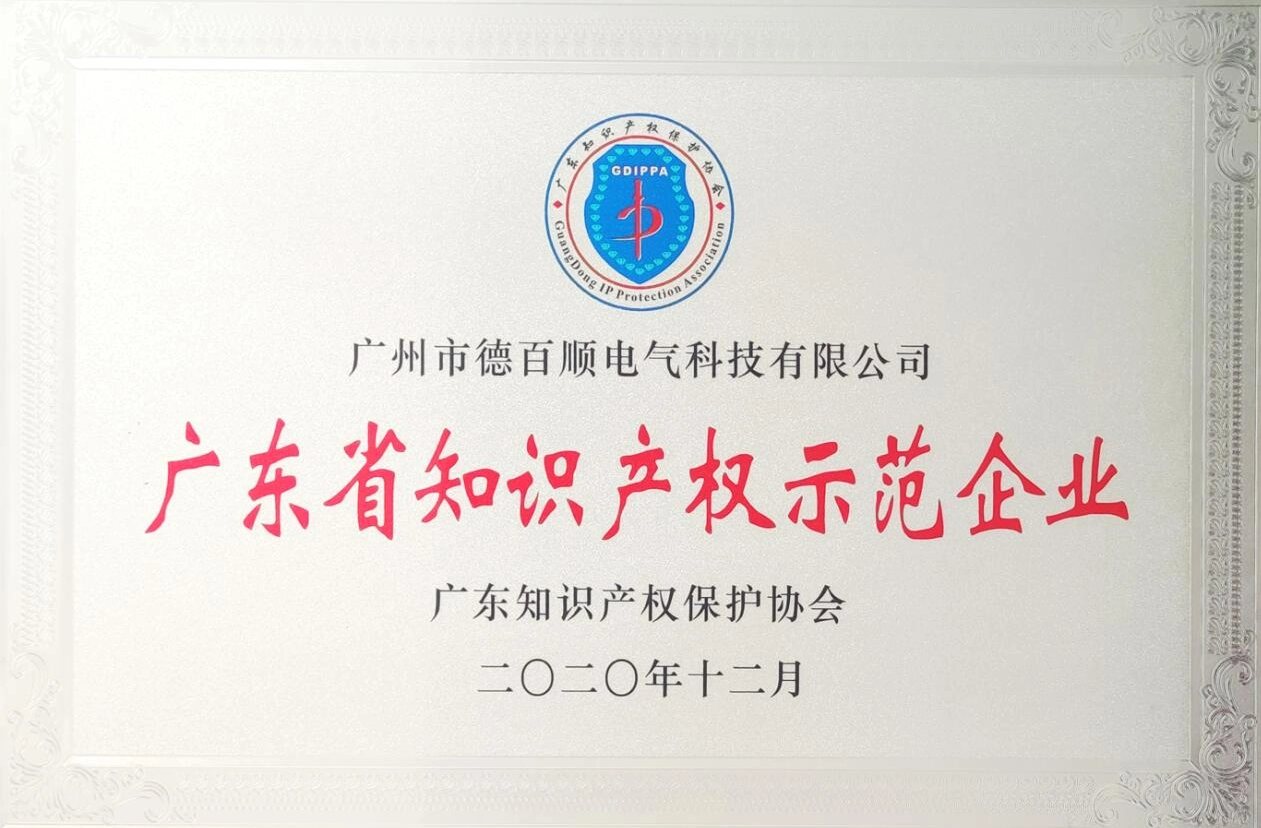 广东知识产权保护协会
GDIPPA
GuangDong IP Protection Association
广州市德百顺电气科技有限公司
广东省知识产权示范企业
广东知识产权保护协会
二〇二〇年十二月